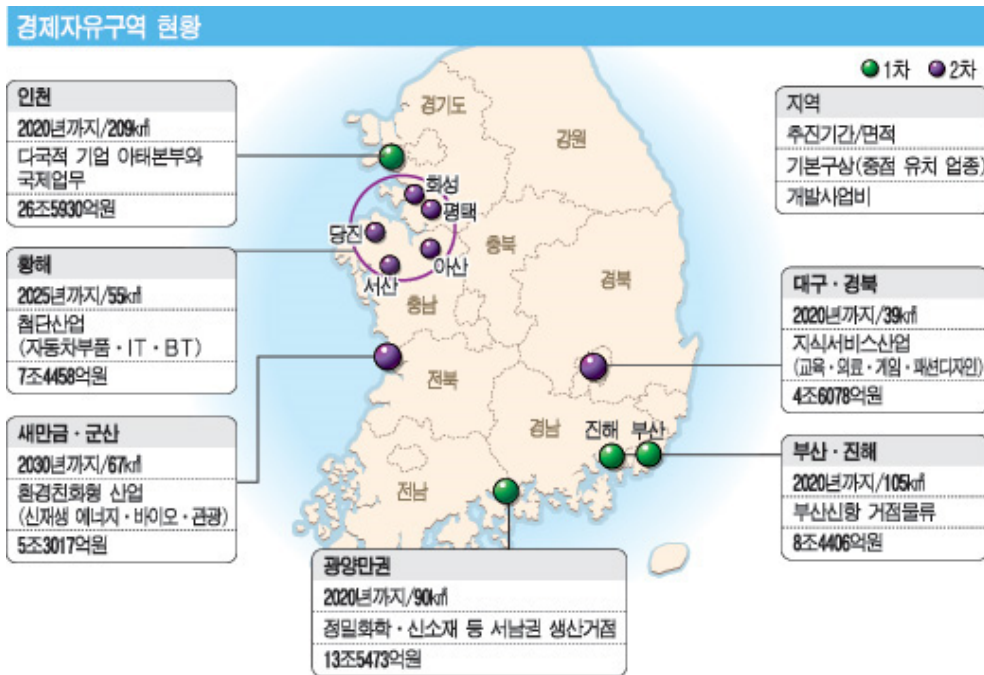 경제자유구역 현황
1차 2차
지역
추진기간/면적
기본구상(중점 유치 업종)
개발사업비
인천
2020년까지/209㎢
다국적 기업 아태본부와
국제업무
26조5930억원
황해
2025년까지/55㎢
첨단산업
(자동차부품·IT·BT)
7조4458억원
새만금·군산
2030년까지/67㎢
환경친화형 산업
(신재생 에너지·바이오·관광)
5조3017억원
광양만권
2020년까지/90㎢
정밀화학·신소재 등 서남권 생산거점
13조5473억원
대구·경북
2020년까지/39㎢
지식서비스산업
(교육·의료·게임·패션디자인)
4조6078억원
부산·진해
2020년까지/105㎢
부산신항 거점물류
8조4406억원
경기도
강원
화성
평택
당진
아산
서산
충북
충남
경북
전북
경남
진해 부산
전남